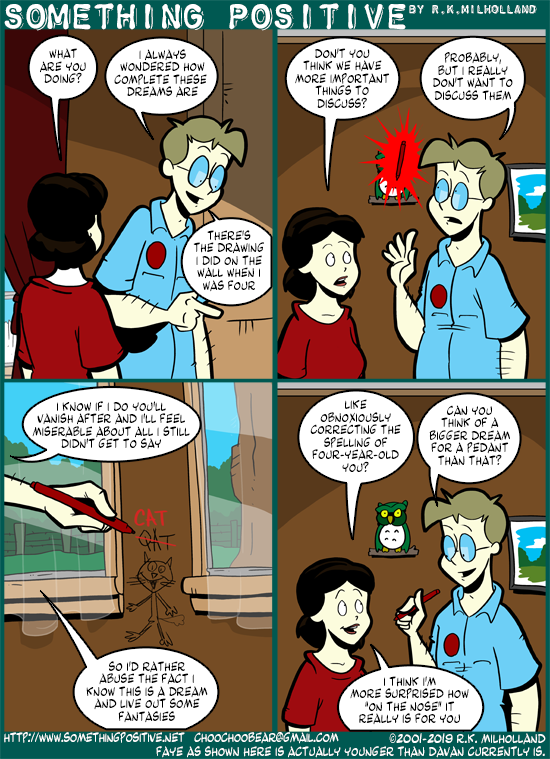 SOMETHING POSITIVE BY R.K.MILHOLLAND
WHAT
ARE YOU
DOING?
I ALWAYS
WONDERED HOW
COMPLETE THESE
DREAMS ARE
THERE'S
THE DRAWING
I DID ON THE
WALL WHEN I
WAS FOUR
DON'T YOU
THINK WE HAVE
MORE IMPORTANT
THINGS TO
DISCUSS?
PROBABLY,
BUT I REALLY
DON'T WANT TO
DISCUSS THEM
I KNOW IF I DO YOU'LL
VANISH AFTER AND I'LL FEEL
MISERABLE ABOUT ALL I STILL
DIDN'T GET TO SAY
CAT
SO I'D RATHER
ABUSE THE FACT I
KNOW THIS IS A DREAM
AND LIVE OUT SOME
FANTASIES
LIKE
OBNOXIOUSLY
CORRECTING THE
SPELLING OF
FOUR-YEAR-OLD
YOU?
CAN YOU
THINK OF A
BIGGER DREAM
FOR A PEDANT
THAN THAT?
I THINK I'M
MORE SURPRISED HOW
"ON THE NOSE" IT
REALLY IS FOR YOU
HTTP://WWW.SOMETHINGPOSITIVE.NET CHOOCHOOBEAR@GMAIL.COM ©2001-2019 R.K. MILHOLLAND
FAYE AS SHOWN HERE IS ACTUALLY YOUNGER THAN DAVAN CURRENTLY IS.